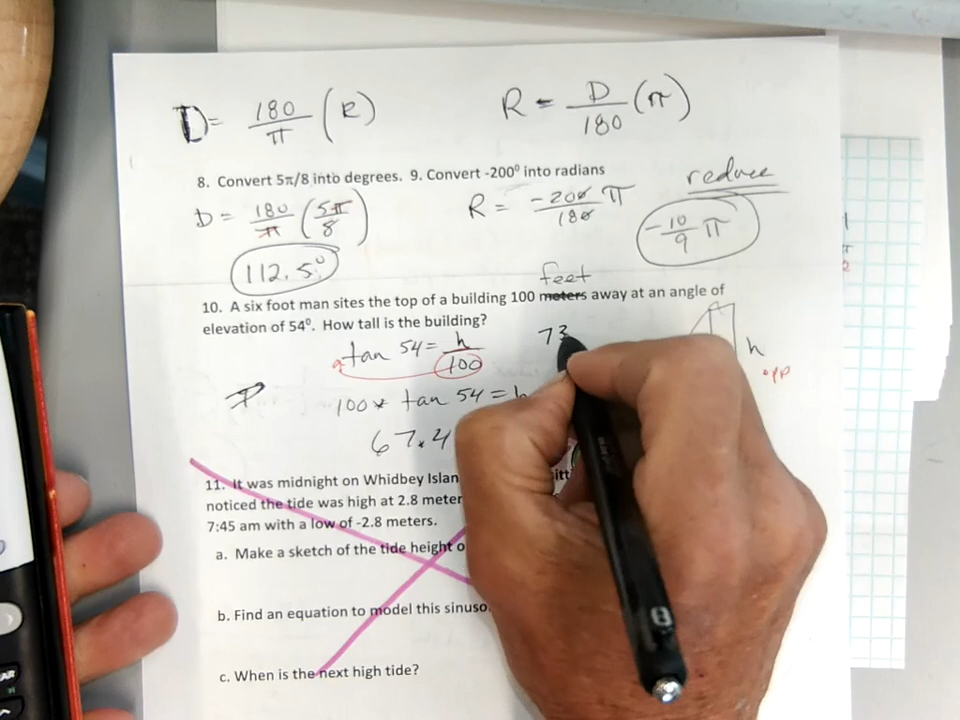 D = 180/π (R)    R = D/180 (π)
8. Convert 5π/8 into degrees. 9. Convert -200⁰ into radians
reduce
D = 180/π (5π/8)    R = -200/180 π    -10/9 π
112.5°
feet
10. A six foot man sites the top of a building 100 meters away at an angle of
elevation of 54⁰. How tall is the building?
tan 54 = h/100    73    h
opp
100 * tan 54 = h
67.4
11. It was midnight on Whidbey
noticed the tide was high at 2.8
7:45 am with a low of -2.8 meters.
a. Make a sketch of the tide height
b. Find an equation to model this
c. When is the next high tide?